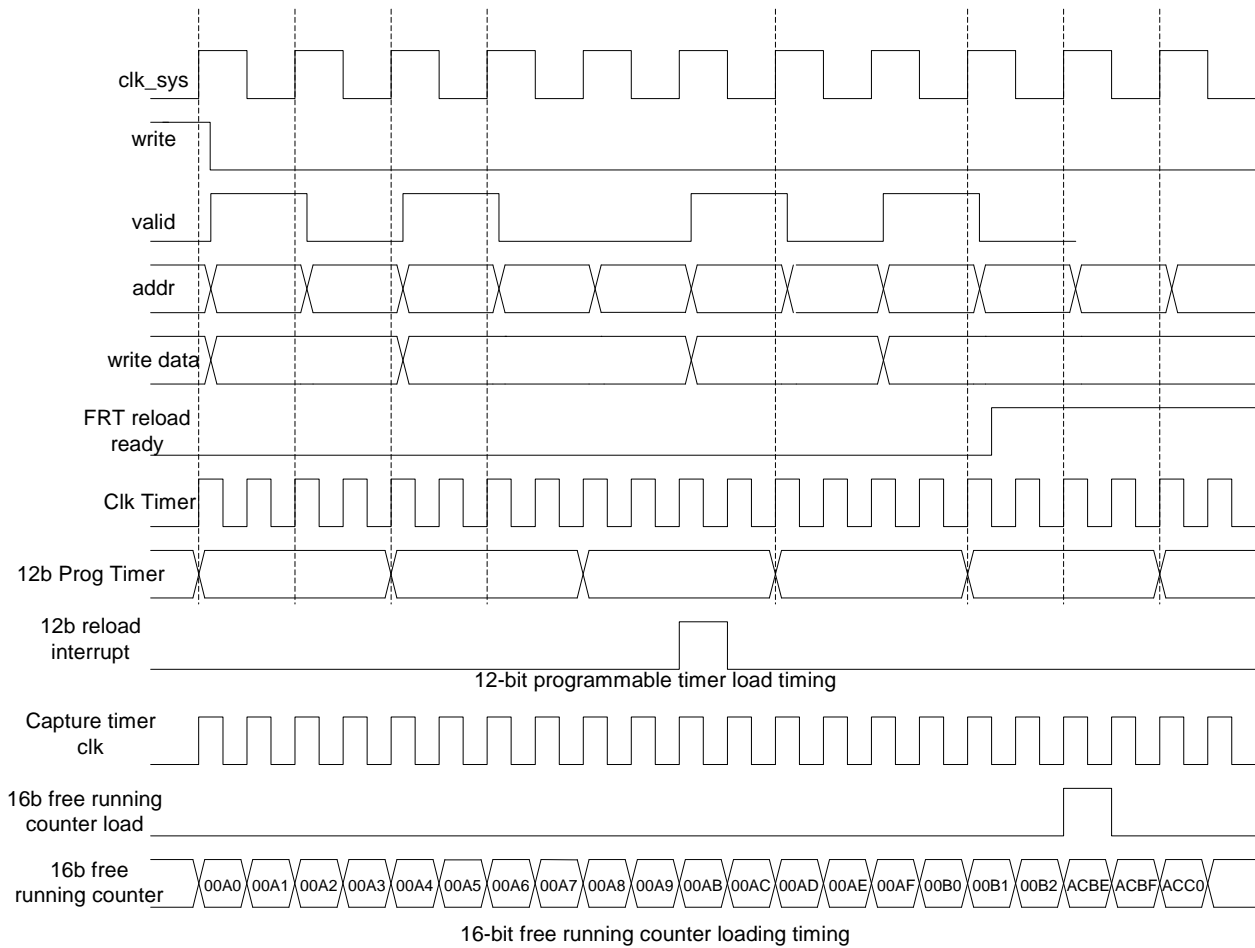 clk_sys
write
valid
addr
write data
FRT reload
ready
Clk Timer
12b Prog Timer
12b reload
interrupt
12-bit programmable timer load timing
Capture timer
clk
16b free running
counter load
16b free
running counter
00A0 00A1 00A2 00A3 00A4 00A5 00A6 00A7 00A8 00A9 00AB 00AC 00AD 00AE 00AF 00B0 00B1 00B2 ACBE ACBF ACC0
16-bit free running counter loading timing